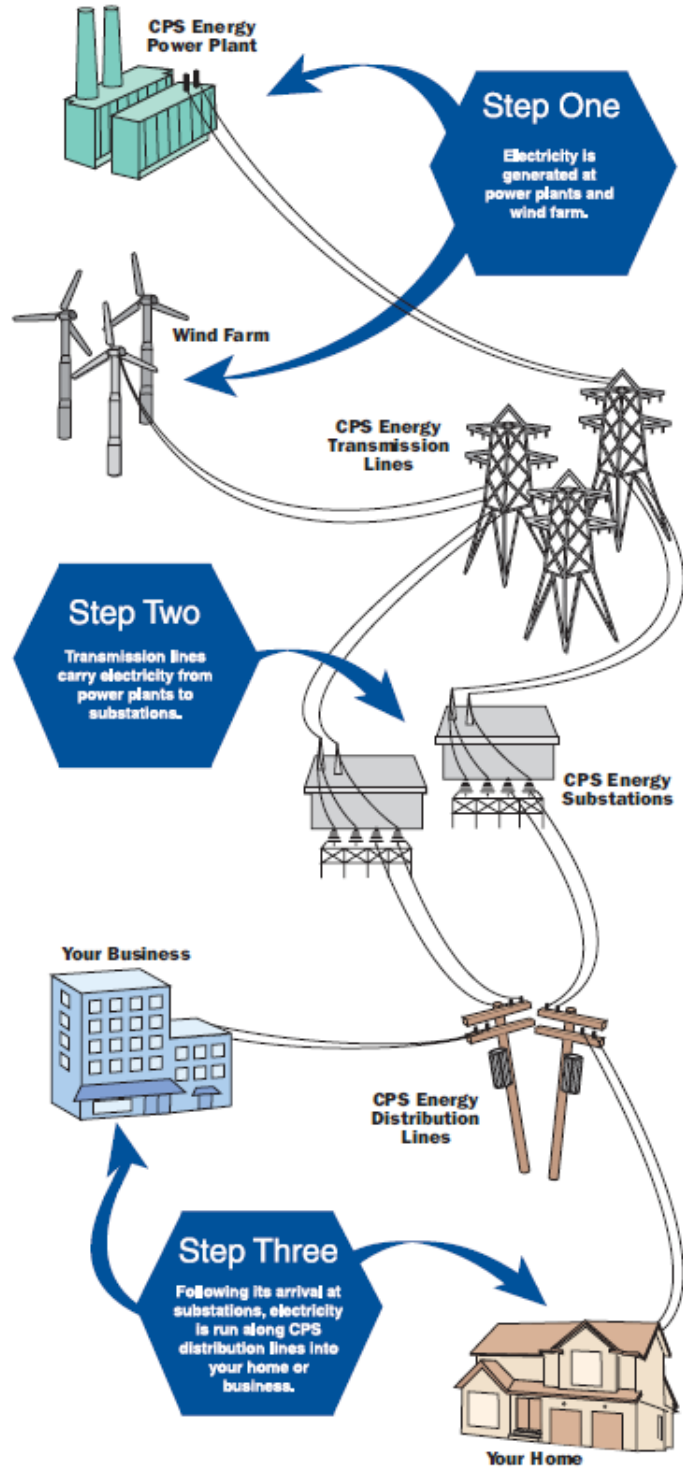 CPS Energy
Power Plant
Step One
Electricity is
generated at
power plants and
wind farm.
Wind Farm
CPS Energy
Transmission
Lines
Step Two
Transmission lines
carry electricity from
power plants to
substations.
CPS Energy
Substations
Your Business
CPS Energy
Distribution
Lines
Step Three
Following its arrival at
substations, electricity
is run along CPS
distribution lines into
your home or
business.
Your Home